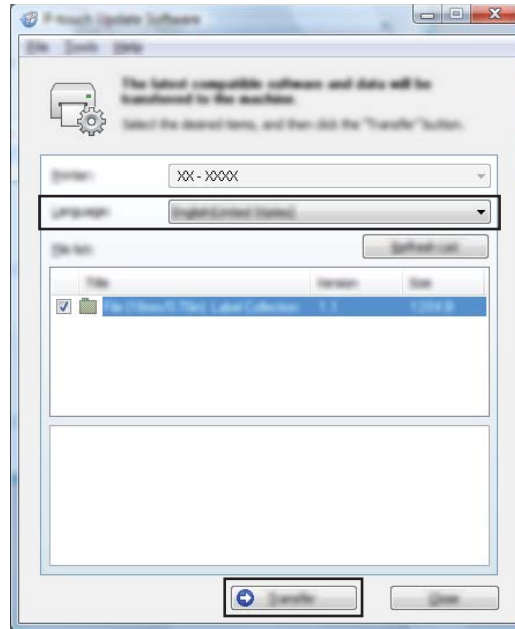 P-touch Update Software
File Tools Help
The latest compatible software and data will be
transferred to the machine.
Select the desired items, and then click the "Transfer" button.
Printer: XX - XXXX
Language: English (United States)
File list: Refresh List
Title Version Size
Label Collection 1.1
Transfer Close